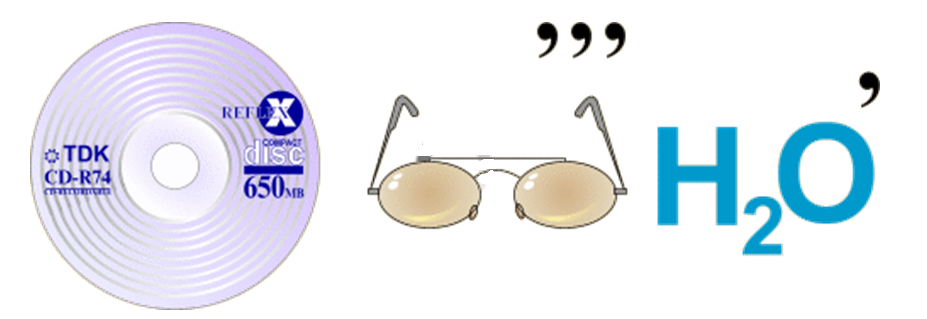 ,,,
,
REFLEX X
COMPACT
disc
TDK
CD-R74
650MB
H₂O